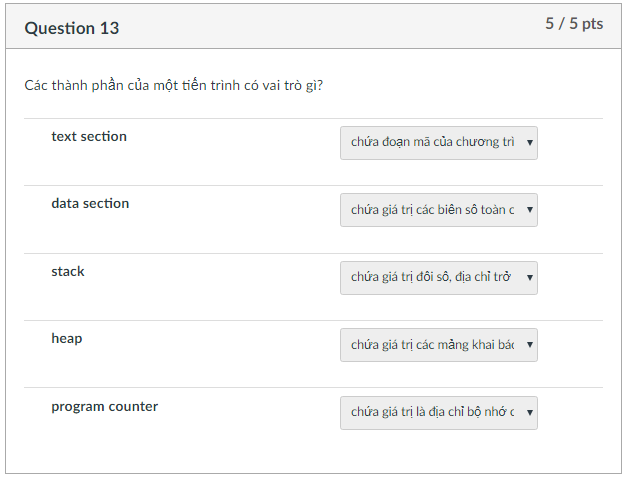 Question 13
5 / 5 pts
Các thành phần của một tiến trình có vai trò gì?
text section
chứa đoạn mã của chương trì
data section
chứa giá trị các biến số toàn c
stack
chứa giá trị đối số, địa chỉ trở
heap
chứa giá trị các mảng khai báo
program counter
chứa giá trị là địa chỉ bộ nhớ c